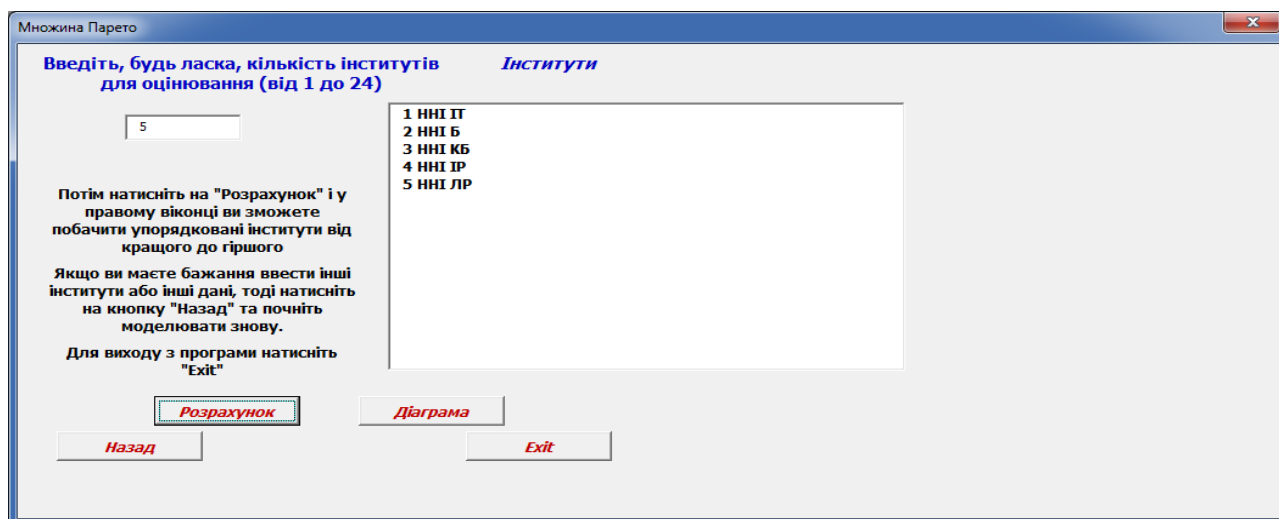 Множина Парето
Введіть, будь ласка, кількість інститутів
для оцінювання (від 1 до 24)
Інститути
5
1 ННІ ІТ
2 ННІ Б
3 ННІ КБ
4 ННІ ІР
5 ННІ ЛР
Потім натисніть на "Розрахунок" і у
правому віконці ви зможете
побачити упорядковані інститути від
кращого до гіршого
Якщо ви маєте бажання ввести інші
інститути або інші дані, тоді натисніть
на кнопку "Назад" та почніть
моделювати знову.
Для виходу з програми натисніть
"Exit"
Розрахунок
Діаграма
Назад
Exit